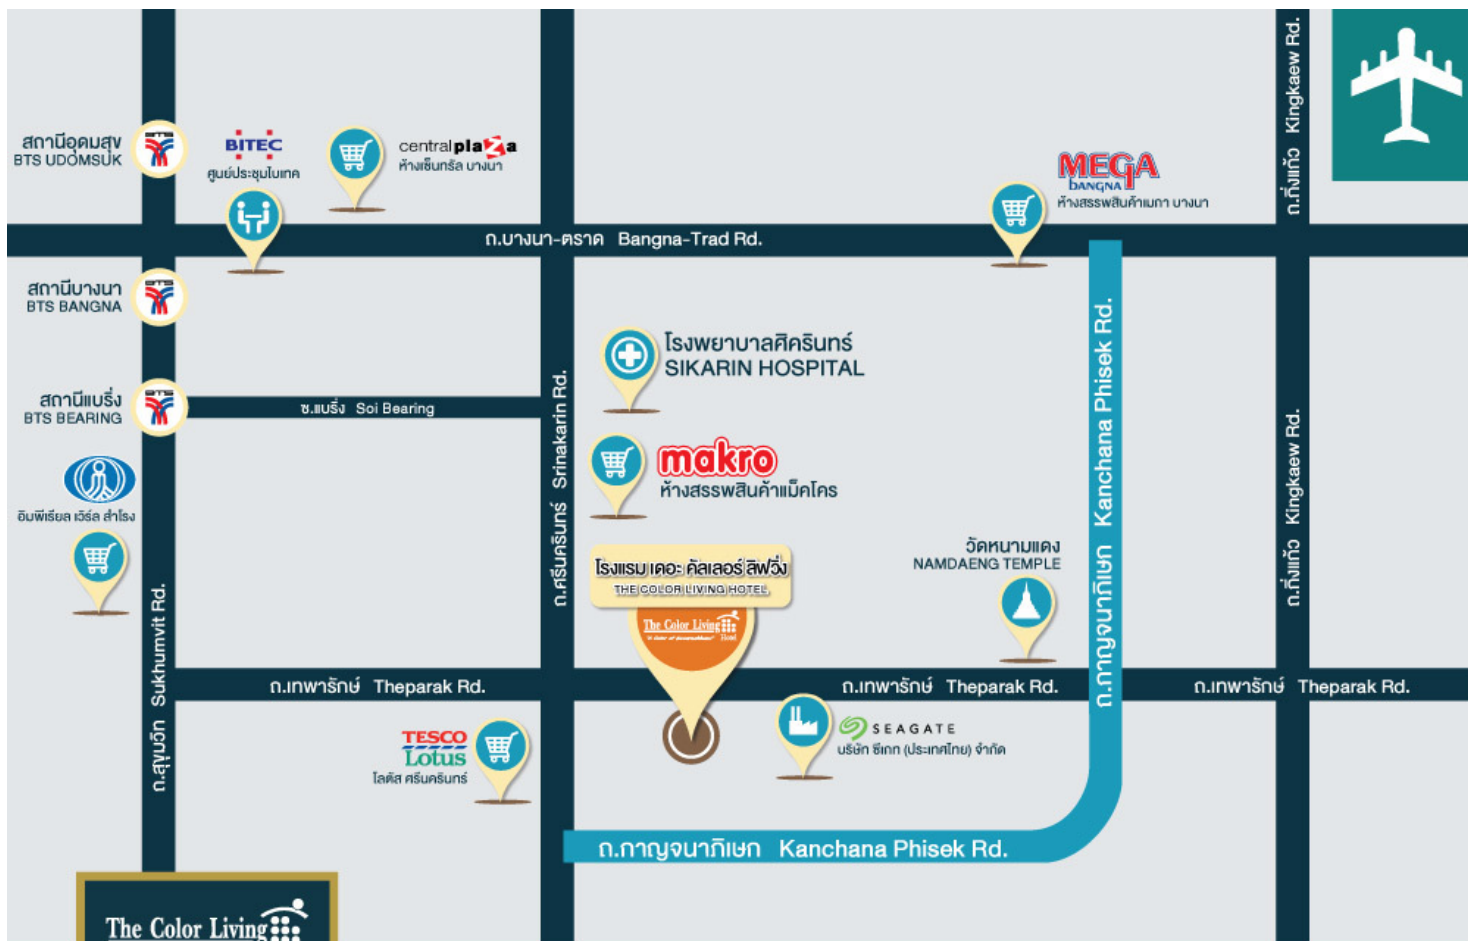 สถานีอุดมสุข
BTS UDOMSUK
BTS
BITEC
ศูนย์ประชุมไบเทค
centralplaza
ห้างเซ็นทรัล บางนา
MEGA
BANGNA
ห้างสรรพสินค้าเมกา บางนา
ถ.กิ่งแก้ว Kingkaew Rd.
ถ.บางนา-ตราด Bangna-Trad Rd.
สถานีบางนา
BTS BANGNA
BTS
โรงพยาบาลศิครินทร์
SIKARIN HOSPITAL
สถานีแบริ่ง
BTS BEARING
BTS
ซ.แบริ่ง Soi Bearing
ถ.ศรีนครินทร์ Srinakarin Rd.
makro
ห้างสรรพสินค้าแม็คโคร
ถ.กาญจนาภิเษก Kanchana Phisek Rd.
ถ.กิ่งแก้ว Kingkaew Rd.
อิมพีเรียล เวิร์ล สำโรง
โรงแรม เดอะ คัลเลอร์ ลิฟวิ่ง
THE COLOR LIVING HOTEL
The Color Living
Hotel
วัดหนามแดง
NAMDAENG TEMPLE
ถ.สุขุมวิท Sukhumvit Rd.
ถ.เทพารักษ์ Theparak Rd.
ถ.เทพารักษ์ Theparak Rd.
ถ.เทพารักษ์ Theparak Rd.
TESCO
Lotus
โลตัส ศรีนครินทร์
SEAGATE
บริษัท ซีเกท (ประเทศไทย) จำกัด
ถ.กาญจนาภิเษก Kanchana Phisek Rd.
The Color Living